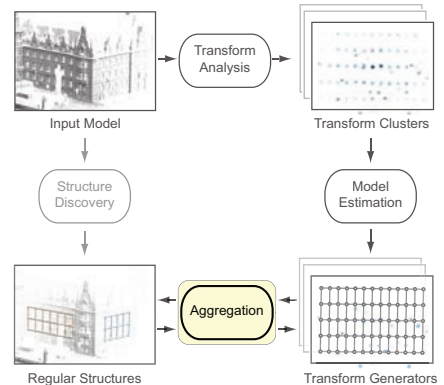 Transform
Analysis
Input Model
Transform Clusters
Structure
Discovery
Model
Estimation
Aggregation
Regular Structures
Transform Generators